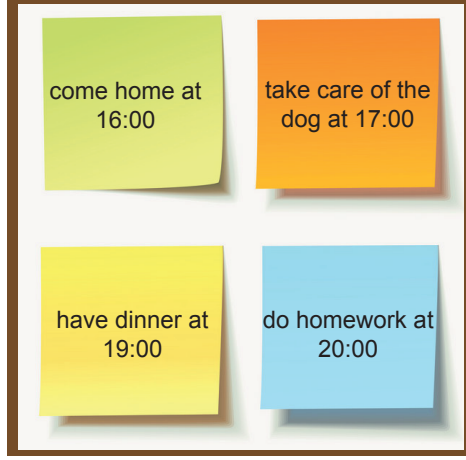 come home at
16:00
take care of the
dog at 17:00
have dinner at
19:00
do homework at
20:00